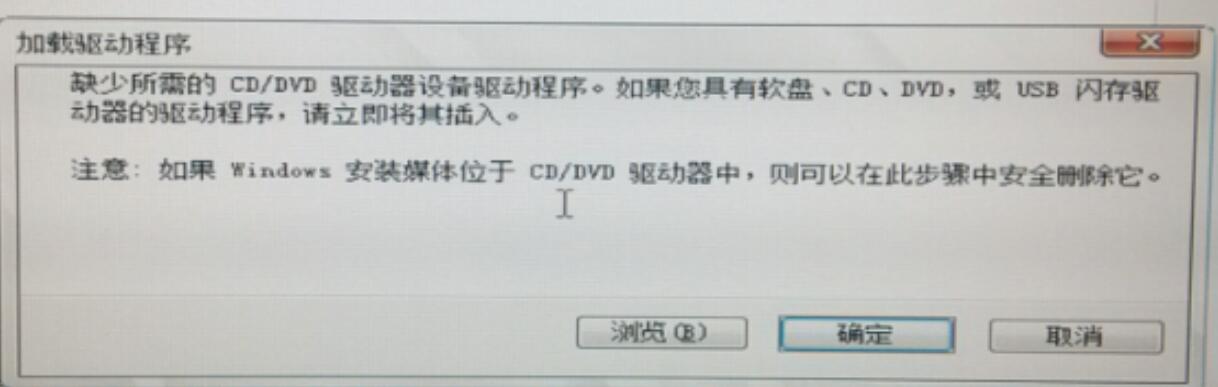 加载驱动程序
缺少所需的 CD/DVD 驱动器设备驱动程序。如果您具有软盘、CD、DVD，或 USB 闪存驱
动器的驱动程序，请立即将其插入。
注意: 如果 Windows 安装媒体位于 CD/DVD 驱动器中，则可以在此步骤中安全删除它。
浏览(B) 确定 取消